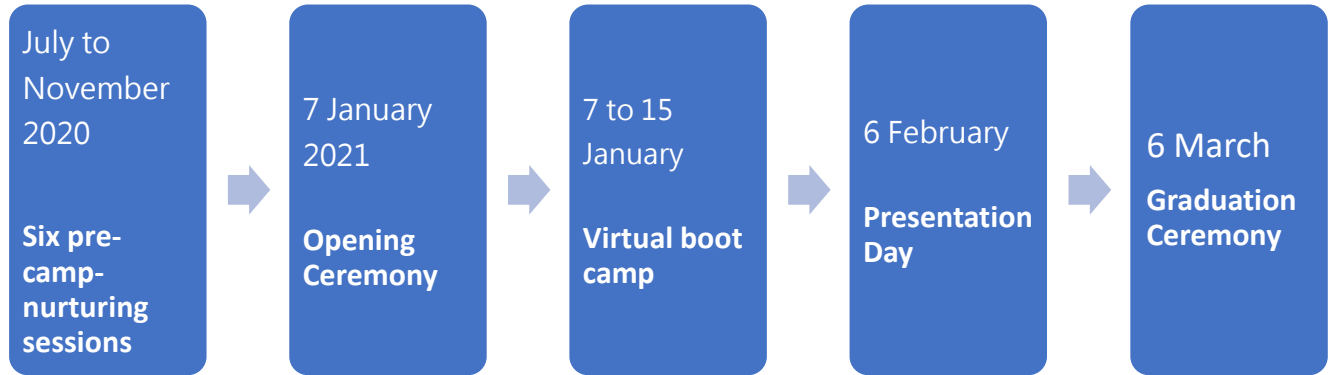 July to
November
2020
Six pre-
camp-
nurturing
sessions
7 January
2021
Opening
Ceremony
7 to 15
January
Virtual boot
camp
6 February
Presentation
Day
6 March
Graduation
Ceremony